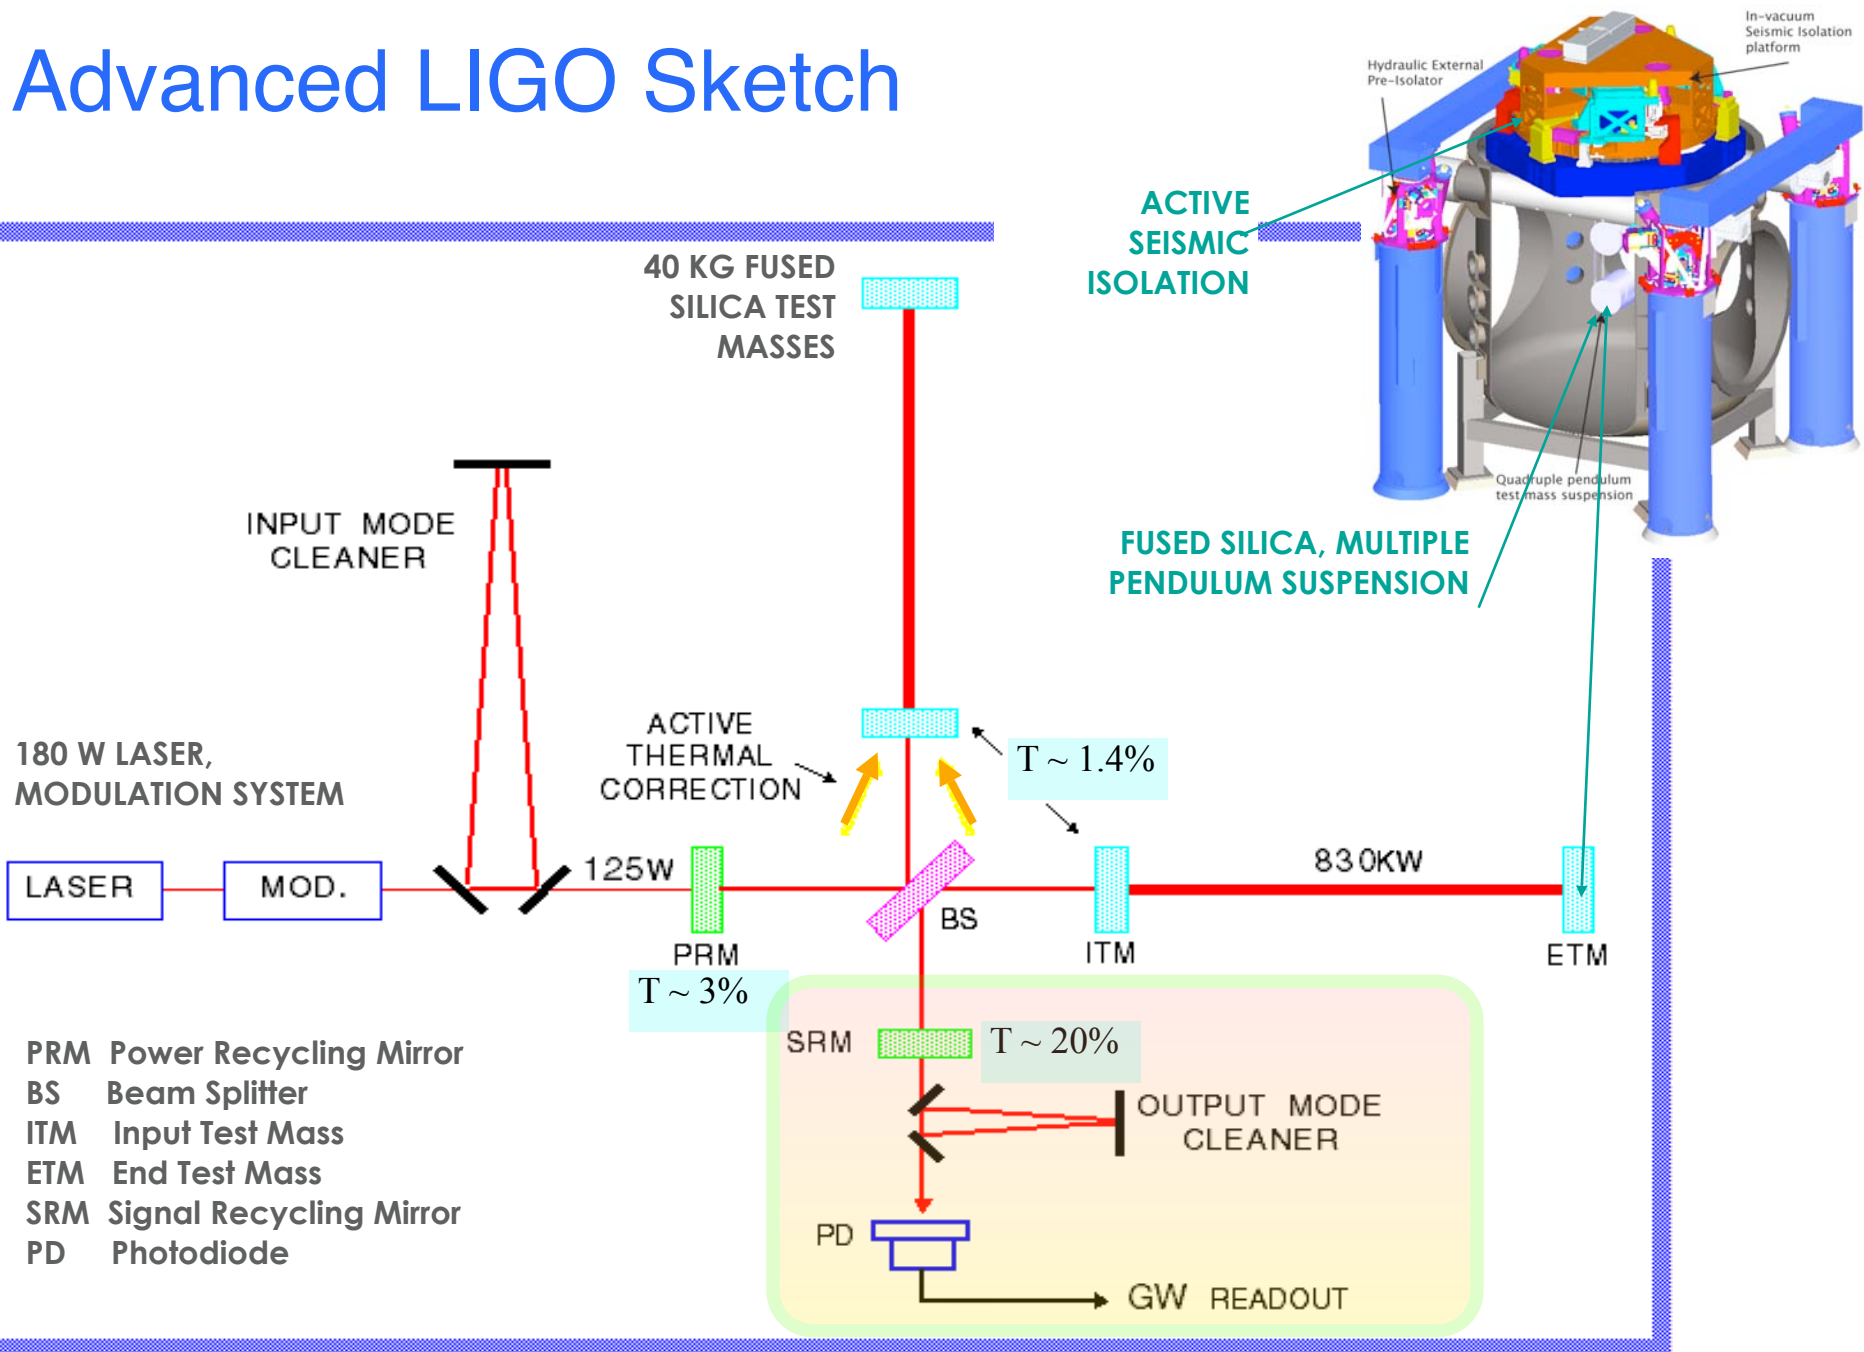 Advanced LIGO Sketch
In-vacuum
Seismic Isolation
platform
Hydraulic External
Pre-Isolator
ACTIVE
SEISMIC
ISOLATION
40 KG FUSED
SILICA TEST
MASSES
Quadruple pendulum
test mass suspension
INPUT MODE
CLEANER
FUSED SILICA, MULTIPLE
PENDULUM SUSPENSION
180 W LASER,
MODULATION SYSTEM
ACTIVE
THERMAL
CORRECTION
T ~ 1.4%
LASER
MOD.
125W
830KW
BS
PRM
ITM
ETM
T ~ 3%
SRM
T ~ 20%
OUTPUT MODE
CLEANER
PD
GW READOUT
PRM Power Recycling Mirror
BS Beam Splitter
ITM Input Test Mass
ETM End Test Mass
SRM Signal Recycling Mirror
PD Photodiode